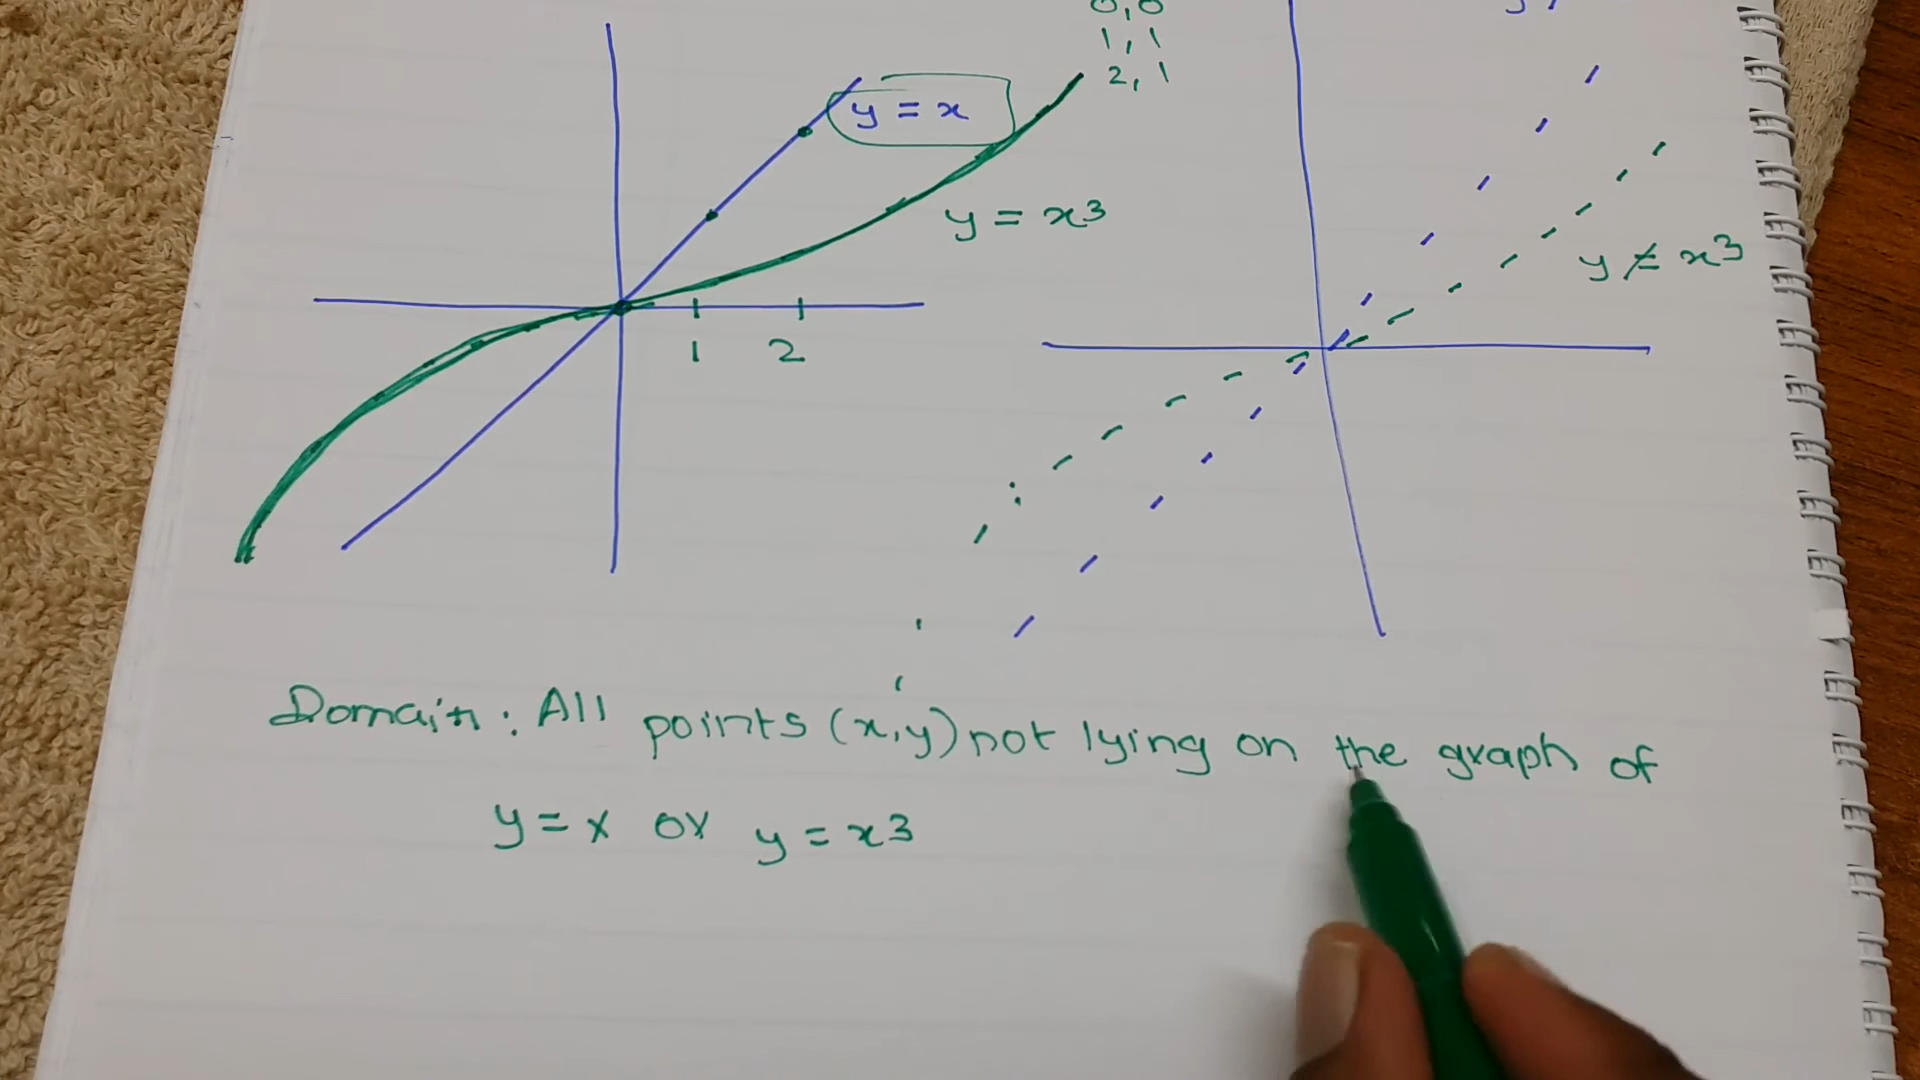 0,0
1,1
2,1
y = x
y = x3
1 2
y ≠ x3
Domain: All points (x,y) not lying on the graph of
y = x or y = x3